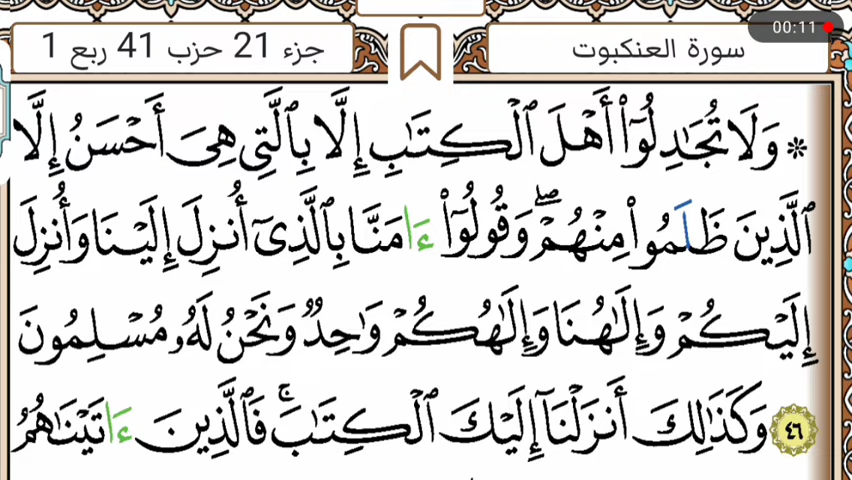 00:11
سورة العنكبوت
جزء 21 حزب 41 ربع 1
۞ وَلَا تُجَٰدِلُوٓا۟ أَهْلَ ٱلْكِتَٰبِ إِلَّا بِٱلَّتِى هِىَ أَحْسَنُ إِلَّا
ٱلَّذِينَ ظَلَمُوا۟ مِنْهُمْ ۖ وَقُولُوٓا۟ ءَامَنَّا بِٱلَّذِىٓ أُنزِلَ إِلَيْنَا وَأُنزِلَ
إِلَيْكُمْ وَإِلَٰهُنَا وَإِلَٰهُكُمْ وَٰحِدٌ وَنَحْنُ لَهُۥ مُسْلِمُونَ
٤٦ وَكَذَٰلِكَ أَنزَلْنَآ إِلَيْكَ ٱلْكِتَٰبَ ۚ فَٱلَّذِينَ ءَاتَيْنَٰهُمُ